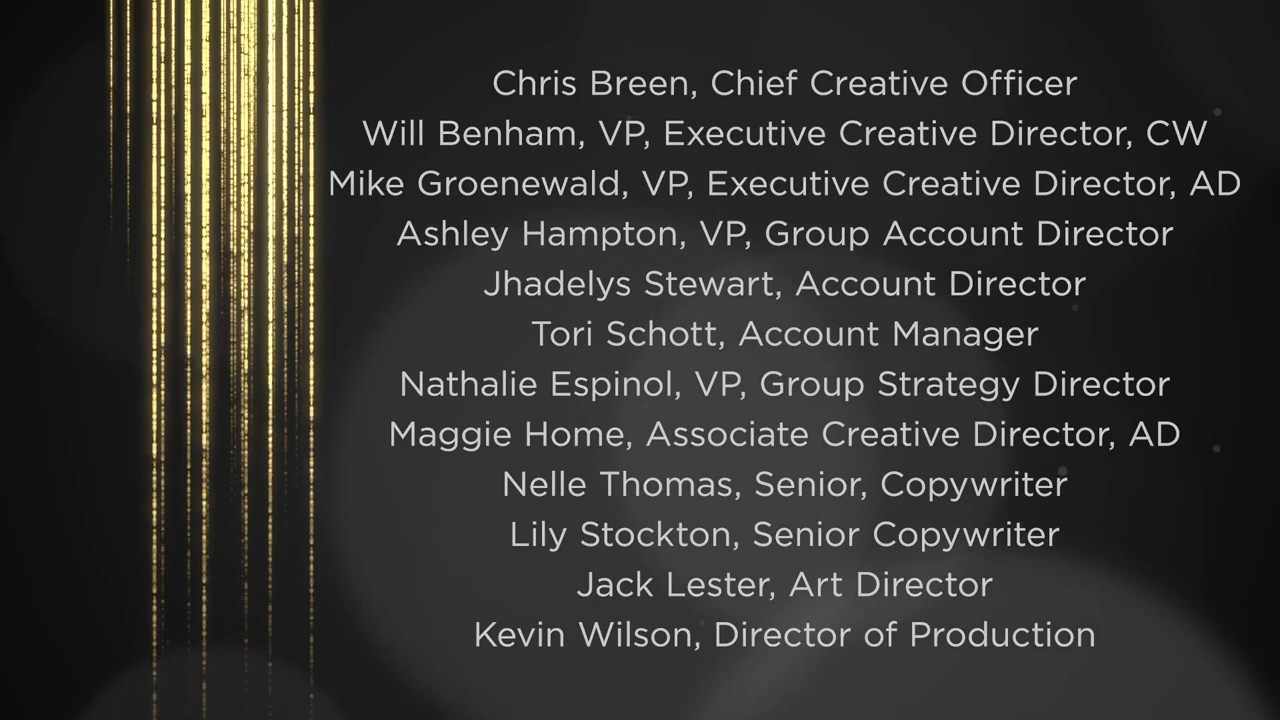 Chris Breen, Chief Creative Officer
Will Benham, VP, Executive Creative Director, CW
Mike Groenewald, VP, Executive Creative Director, AD
Ashley Hampton, VP, Group Account Director
Jhadelys Stewart, Account Director
Tori Schott, Account Manager
Nathalie Espinol, VP, Group Strategy Director
Maggie Home, Associate Creative Director, AD
Nelle Thomas, Senior, Copywriter
Lily Stockton, Senior Copywriter
Jack Lester, Art Director
Kevin Wilson, Director of Production